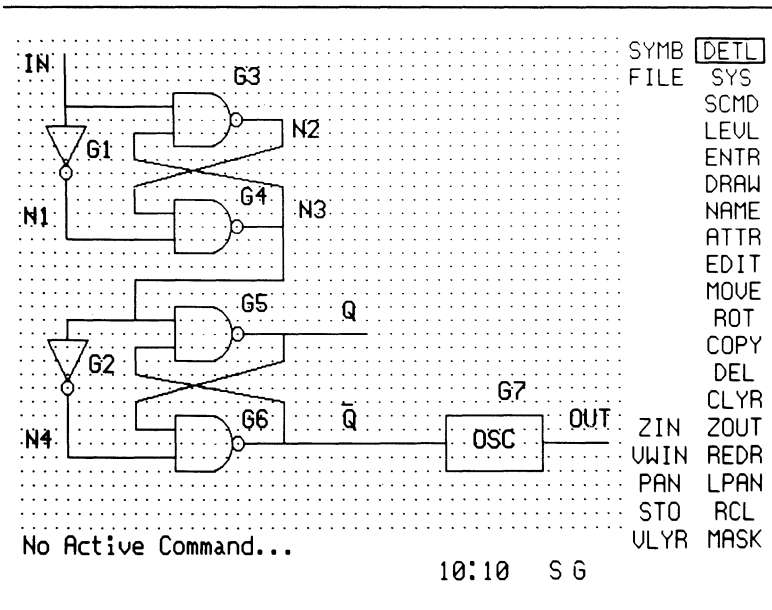 IN
G3
N2
G1
G4
N1
N3
G5
Q
G2
G7
G6
Q̄
OUT
N4
OSC
SYMB DETL
FILE SYS
SCMD
LEVL
ENTR
DRAW
NAME
ATTR
EDIT
MOVE
ROT
COPY
DEL
CLYR
ZIN ZOUT
VWIN REDR
PAN LPAN
STO RCL
VLYR MASK
No Active Command...
10:10 S G